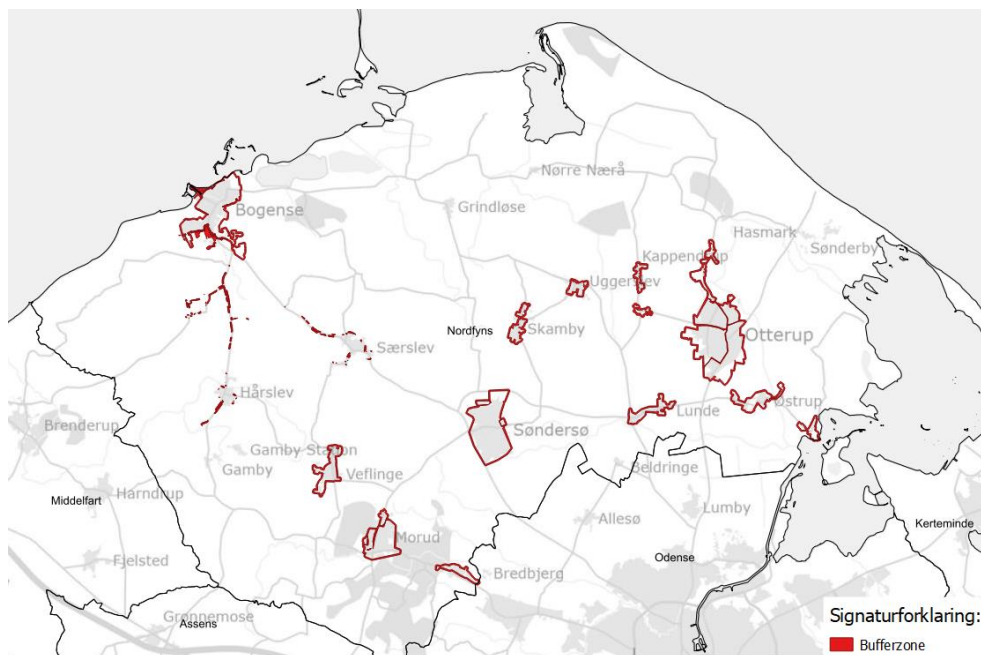 Nørre Nærå
Bogense
Grindløse
Hasmark
Sønderby
Kappendrup
Uggerslev
Nordfyns
Skamby
Otterup
Særslev
Hårslev
Østrup
Lunde
Brenderup
Søndersø
Gamby Station
Gamby
Veflinge
Beldringe
Middelfart
Harndrup
Lumby
Allesø
Kerteminde
Morud
Odense
Fjelsted
Bredbjerg
Grønnemose
Assens
Signaturforklaring:
Bufferzone